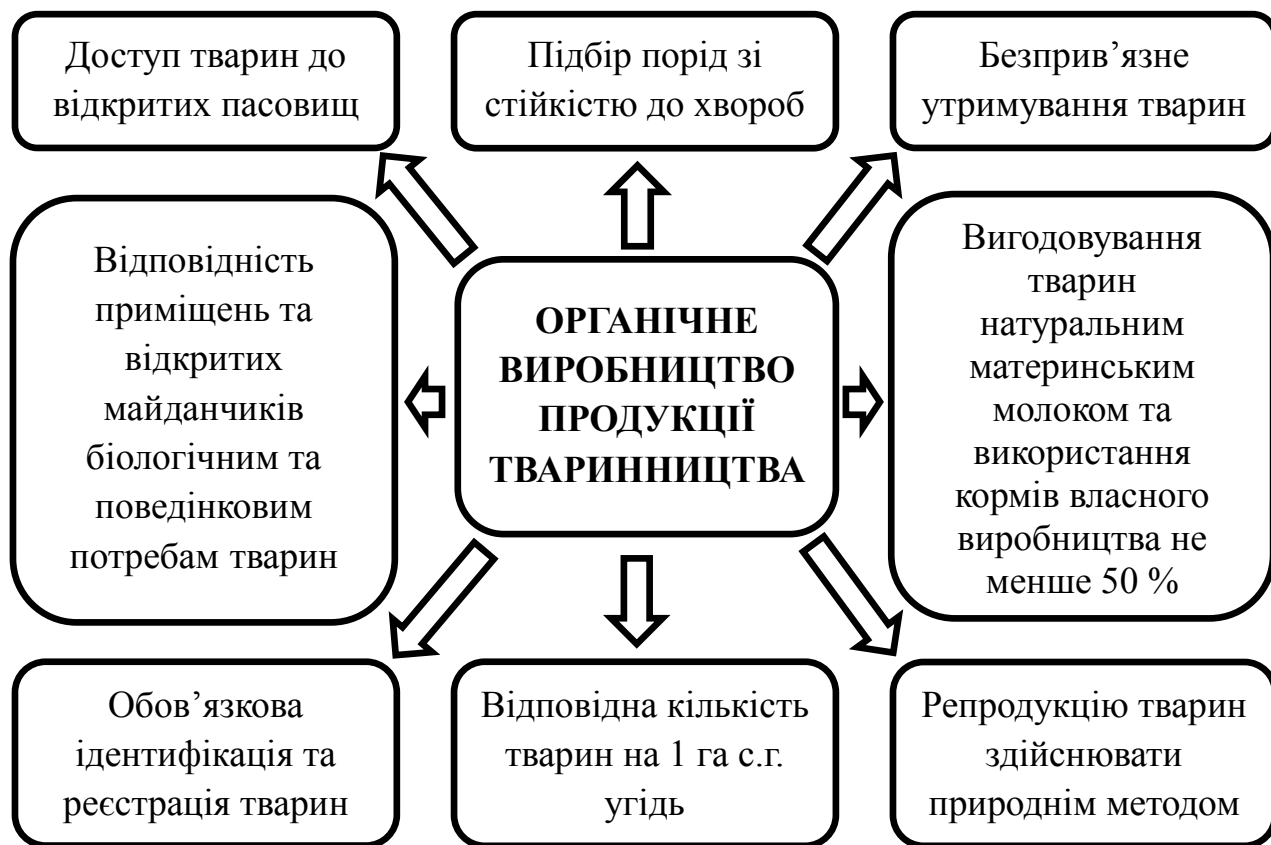 Доступ тварин до
відкритих пасовищ
Підбір порід зі
стійкістю до хвороб
Безприв’язне
утримування тварин
Відповідність
приміщень та
відкритих
майданчиків
біологічним та
поведінковим
потребам тварин
ОРГАНІЧНЕ
ВИРОБНИЦТВО
ПРОДУКЦІЇ
ТВАРИННИЦТВА
Вигодовування
тварин
натуральним
материнським
молоком та
використання
кормів власного
виробництва не
менше 50 %
Обов’язкова
ідентифікація та
реєстрація тварин
Відповідна кількість
тварин на 1 га с.г.
угідь
Репродукцію тварин
здійснювати
природнім методом